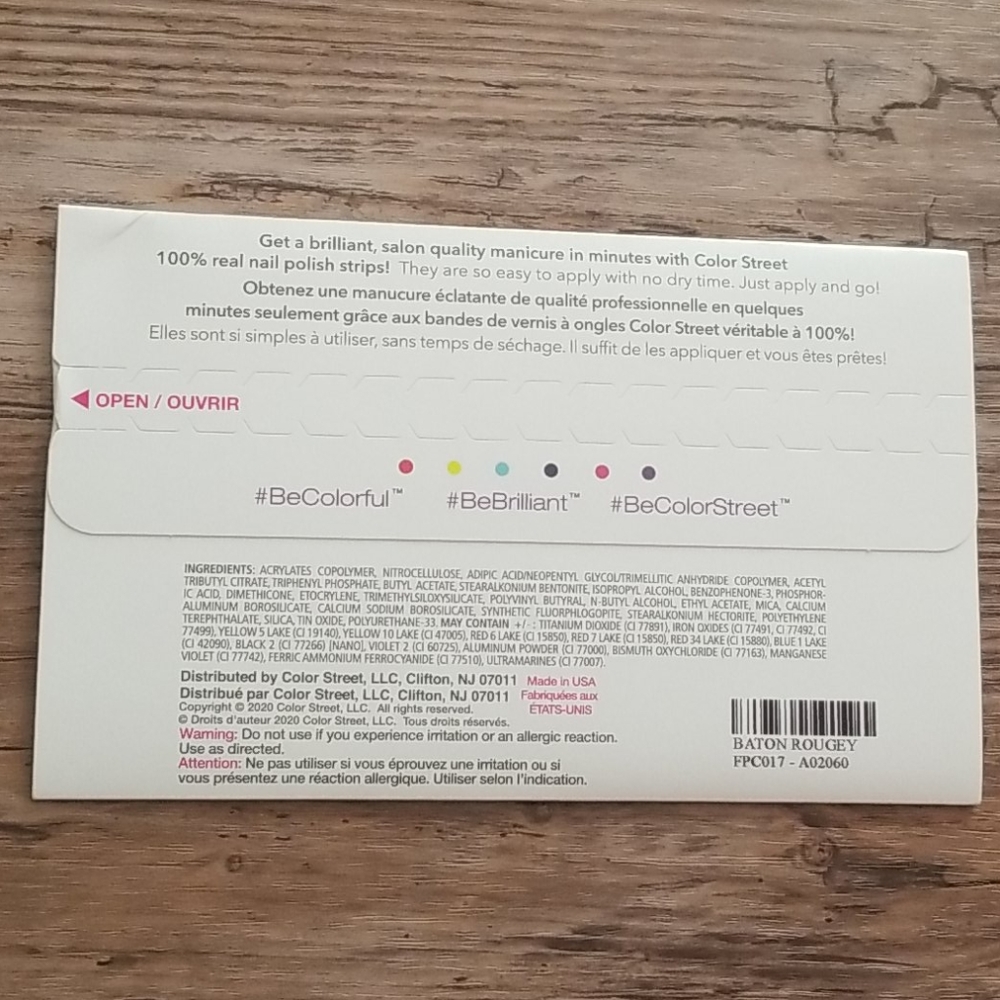 Get a brilliant, salon quality manicure in minutes with Color Street
100% real nail polish strips! They are so easy to apply with no dry time. Just apply and go!
Obtenez une manucure éclatante de qualité professionnelle en quelques
minutes seulement grâce aux bandes de vernis à ongles Color Street véritable à 100%!
Elles sont si simples à utiliser, sans temps de séchage. Il suffit de les appliquer et vous êtes prêtes!
OPEN / OUVRIR
#BeColorful™ #BeBrilliant™ #BeColorStreet™
INGREDIENTS: ACRYLATES COPOLYMER, NITROCELLULOSE, ADIPIC ACID/NEOPENTYL GLYCOL/TRIMELLITIC ANHYDRIDE COPOLYMER, ACETYL
TRIBUTYL CITRATE, TRIPHENYL PHOSPHATE, BUTYL ACETATE, STEARALKONIUM BENTONITE, ISOPROPYL ALCOHOL, BENZOPHENONE-3, PHOSPHOR-
IC ACID, DIMETHICONE, ETOCRYLENE, TRIMETHYLSILOXYSILICATE, POLYVINYL BUTYRAL, N-BUTYL ALCOHOL, ETHYL ACETATE, MICA, CALCIUM
ALUMINUM BOROSILICATE, CALCIUM SODIUM BOROSILICATE, SYNTHETIC FLUORPHLOGOPITE, STEARALKONIUM HECTORITE, POLYETHYLENE
TEREPHTHALATE, SILICA, TIN OXIDE, POLYURETHANE-33. MAY CONTAIN +/- : TITANIUM DIOXIDE (CI 77891), IRON OXIDES (CI 77491, CI 77492, CI
77499), YELLOW 5 LAKE (CI 19140), YELLOW 10 LAKE (CI 47005), RED 6 LAKE (CI 15850), RED 7 LAKE (CI 15850), RED 34 LAKE (CI 15880), BLUE 1 LAKE
(CI 42090), BLACK 2 (CI 77266) [NANO], VIOLET 2 (CI 60725), ALUMINUM POWDER (CI 77000), BISMUTH OXYCHLORIDE (CI 77163), MANGANESE
VIOLET (CI 77742), FERRIC AMMONIUM FERROCYANIDE (CI 77510), ULTRAMARINES (CI 77007).
Distributed by Color Street, LLC, Clifton, NJ 07011 Made in USA
Distribué par Color Street, LLC, Clifton, NJ 07011 Fabriquées aux
Copyright © 2020 Color Street, LLC. All rights reserved. ÉTATS-UNIS
© Droits d'auteur 2020 Color Street, LLC. Tous droits réservés.
Warning: Do not use if you experience irritation or an allergic reaction.
Use as directed.
Attention: Ne pas utiliser si vous éprouvez une irritation ou si
vous présentez une réaction allergique. Utiliser selon l'indication.
BATON ROUGEY
FPC017 - A02060